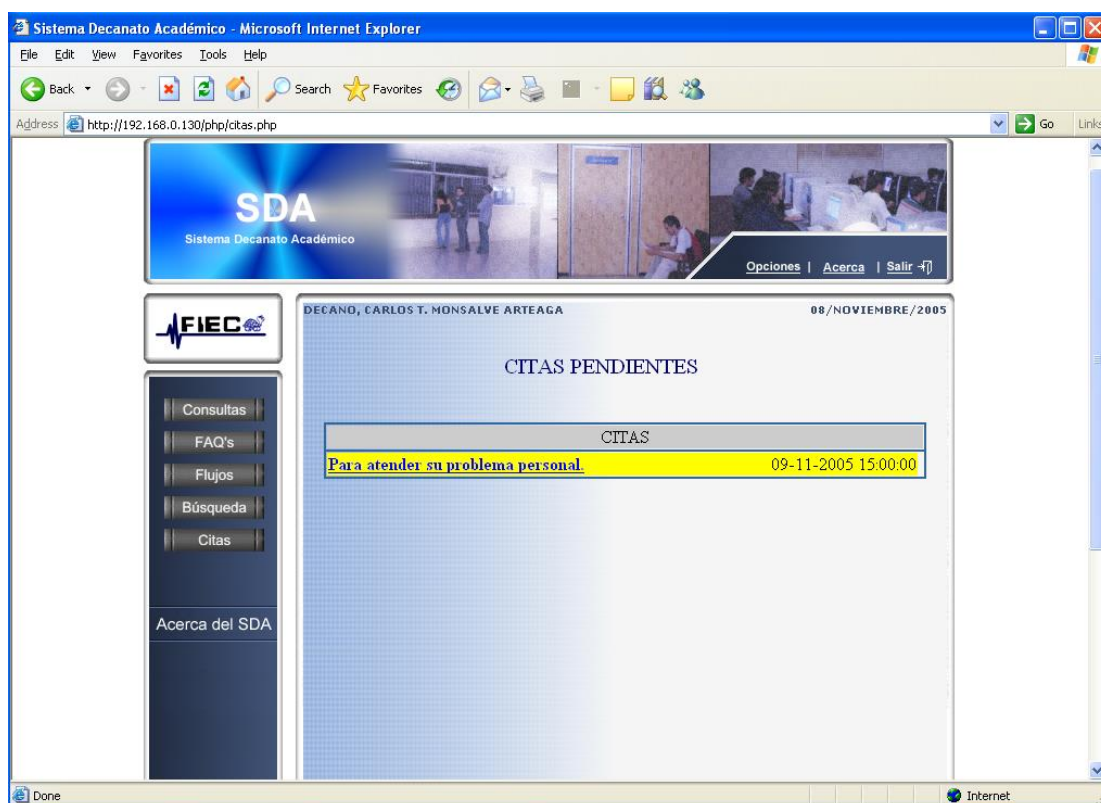 Sistema Decanato Académico - Microsoft Internet Explorer
File Edit View Favorites Tools Help
Back Search Favorites
Address http://192.168.0.130/php/citas.php Go Links
SDA
Sistema Decanato Académico
Opciones | Acerca | Salir
FIEC
DECANO, CARLOS T. MONSALVE ARTEAGA 08/NOVIEMBRE/2005
CITAS PENDIENTES
Consultas
FAQ's
Flujos
Búsqueda
Citas
CITAS
Para atender su problema personal. 09-11-2005 15:00:00
Acerca del SDA
Done Internet